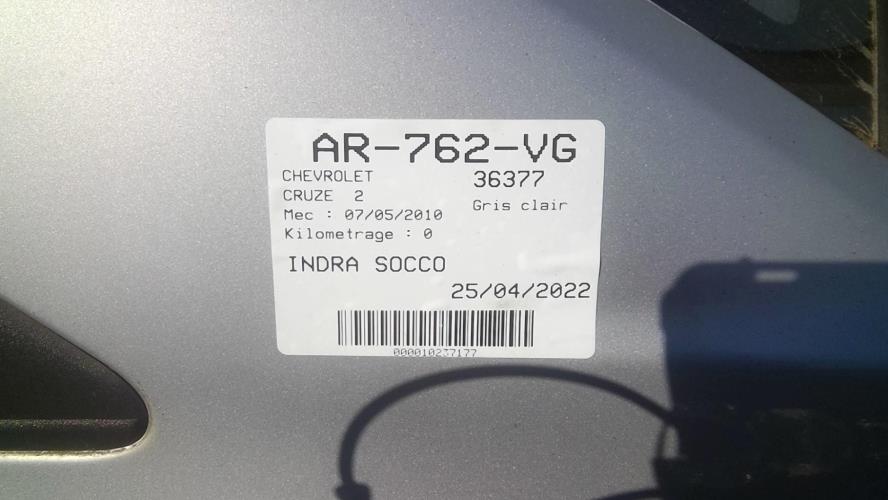 AR-762-VG
CHEVROLET 36377
CRUZE 2 Gris clair
Mec : 07/05/2010
Kilometrage : 0
INDRA SOCCO
25/04/2022
000010237177